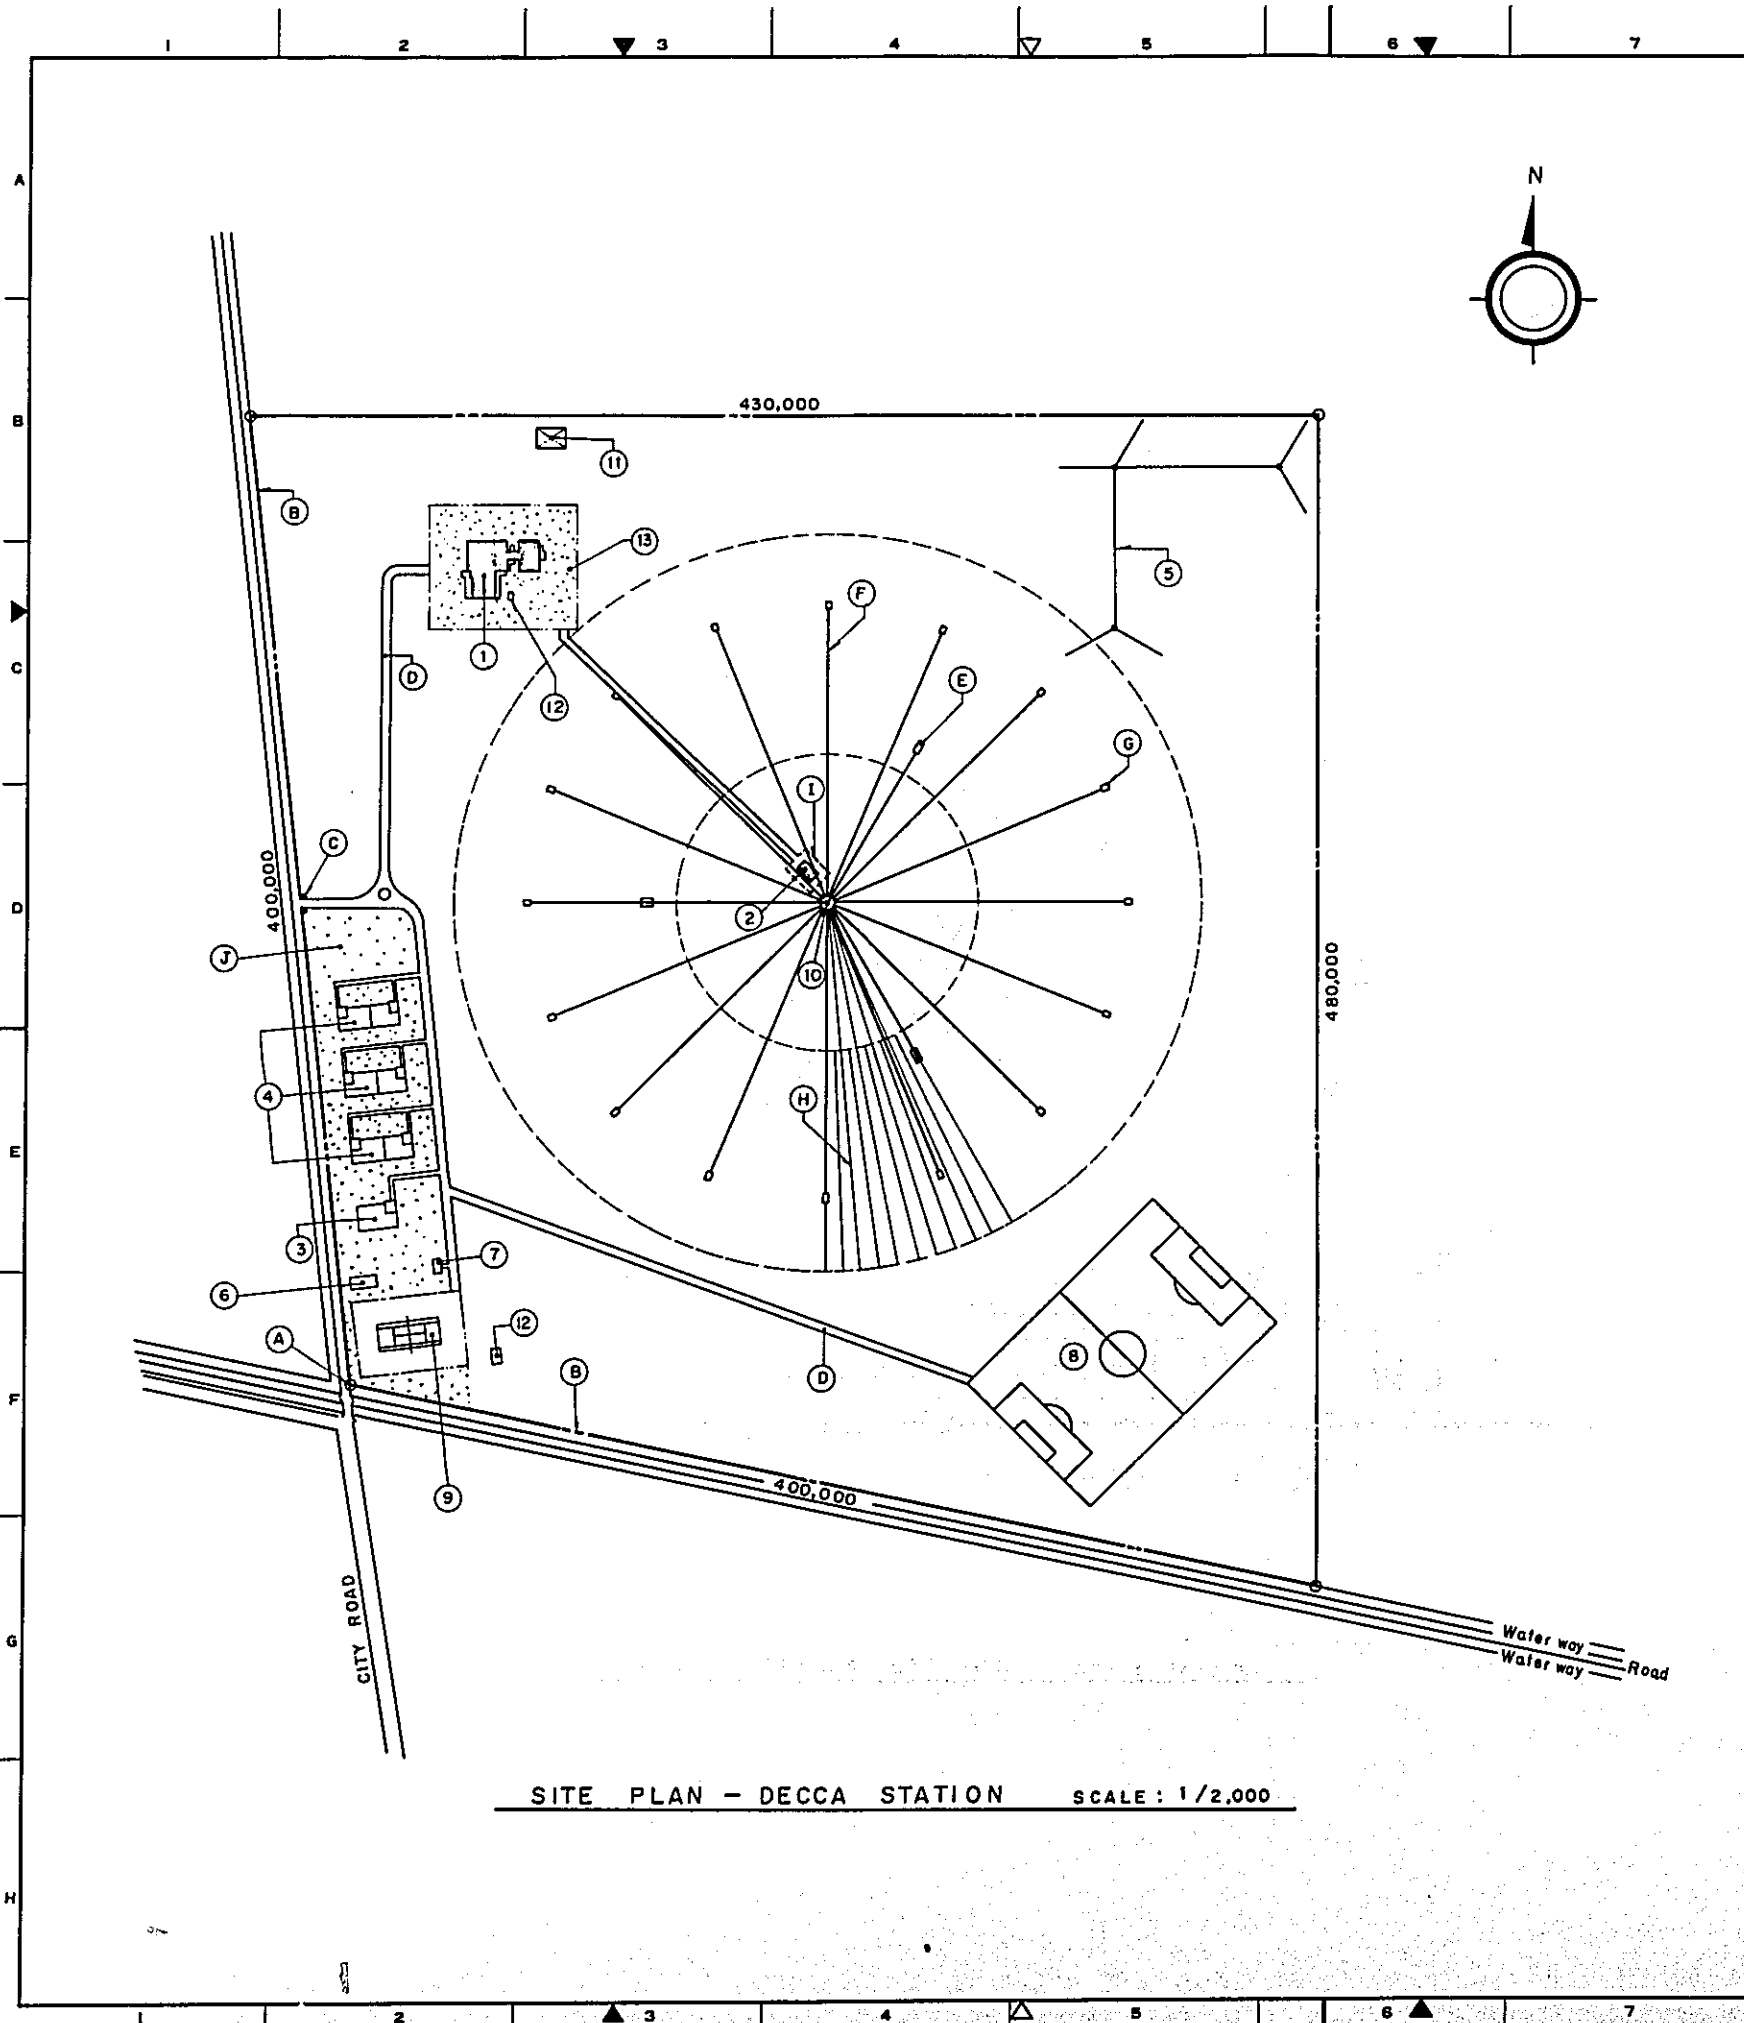 1 2 3 4 5 6 7
A
N
B
430,000
11
B
13
F
5
C
1
D
E
12
G
I
C
400,000
D
2
J
10
480,000
4
H
E
3
7
6
12
A
8
B
D
F
9
400,000
CITY ROAD
G
Water way
Water way
Road
SITE PLAN - DECCA STATION SCALE: 1/2,000
H
1 2 3 4 5 6 7